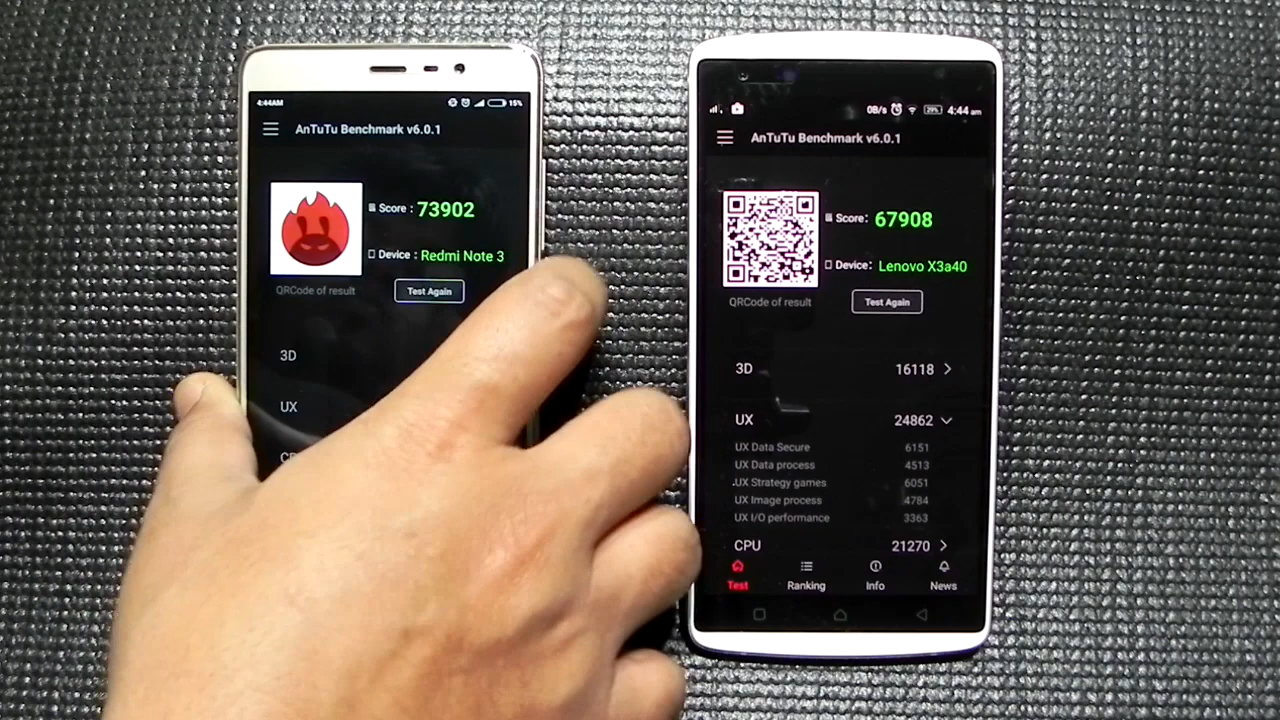 4:44AM
15%
AnTuTu Benchmark v6.0.1
Score : 73902
Device : Redmi Note 3
QRCode of result
Test Again
3D
UX
0B/s
29%
4:44 am
AnTuTu Benchmark v6.0.1
Score: 67908
Device: Lenovo X3a40
QRCode of result
Test Again
3D 16118
UX 24862
UX Data Secure 6151
UX Data process 4513
UX Strategy games 6051
UX Image process 4784
UX I/O performance 3363
CPU 21270
Test Ranking Info News